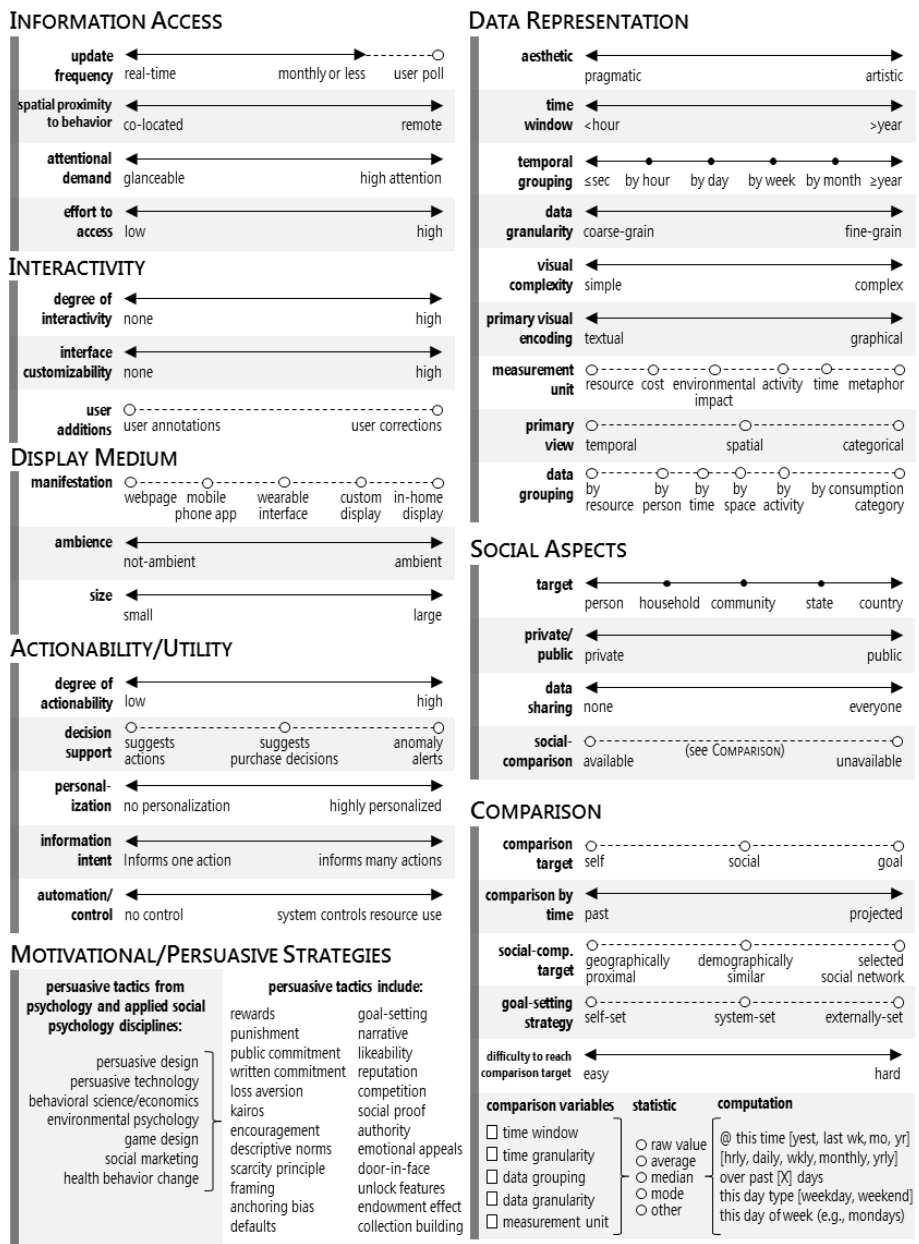 INFORMATION ACCESS
update frequency
real-time monthly or less user poll
spatial proximity to behavior
co-located remote
attentional demand
glanceable high attention
effort to access
low high
INTERACTIVITY
degree of interactivity
none high
interface customizability
none high
user additions
user annotations user corrections
DISPLAY MEDIUM
manifestation
webpage mobile phone app wearable interface custom display in-home display
ambience
not-ambient ambient
size
small large
ACTIONABILITY/UTILITY
degree of actionability
low high
decision support
suggests actions suggests purchase decisions anomaly alerts
personal-ization
no personalization highly personalized
information intent
Informs one action informs many actions
automation/control
no control system controls resource use
MOTIVATIONAL/PERSUASIVE STRATEGIES
persuasive tactics from
psychology and applied social
psychology disciplines:
persuasive design
persuasive technology
behavioral science/economics
environmental psychology
game design
social marketing
health behavior change
persuasive tactics include:
rewards
punishment
public commitment
written commitment
loss aversion
kairos
encouragement
descriptive norms
scarcity principle
framing
anchoring bias
defaults
goal-setting
narrative
likeability
reputation
competition
social proof
authority
emotional appeals
door-in-face
unlock features
endowment effect
collection building
DATA REPRESENTATION
aesthetic
pragmatic artistic
time window
<hour >year
temporal grouping
≤sec by hour by day by week by month ≥year
data granularity
coarse-grain fine-grain
visual complexity
simple complex
primary visual encoding
textual graphical
measurement unit
resource cost environmental impact activity time metaphor
primary view
temporal spatial categorical
data grouping
by resource by person by time by space by activity by consumption category
SOCIAL ASPECTS
target
person household community state country
private/public
private public
data sharing
none everyone
social-comparison
available (see COMPARISON) unavailable
COMPARISON
comparison target
self social goal
comparison by time
past projected
social-comp. target
geographically proximal demographically similar selected social network
goal-setting strategy
self-set system-set externally-set
difficulty to reach comparison target
easy hard
comparison variables
time window
time granularity
data grouping
data granularity
measurement unit
statistic
raw value
average
median
mode
other
computation
@ this time [yest, last wk, mo, yr]
[hrly, daily, wkly, monthly, yrly]
over past [X] days
this day type [weekday, weekend]
this day of week (e.g., mondays)